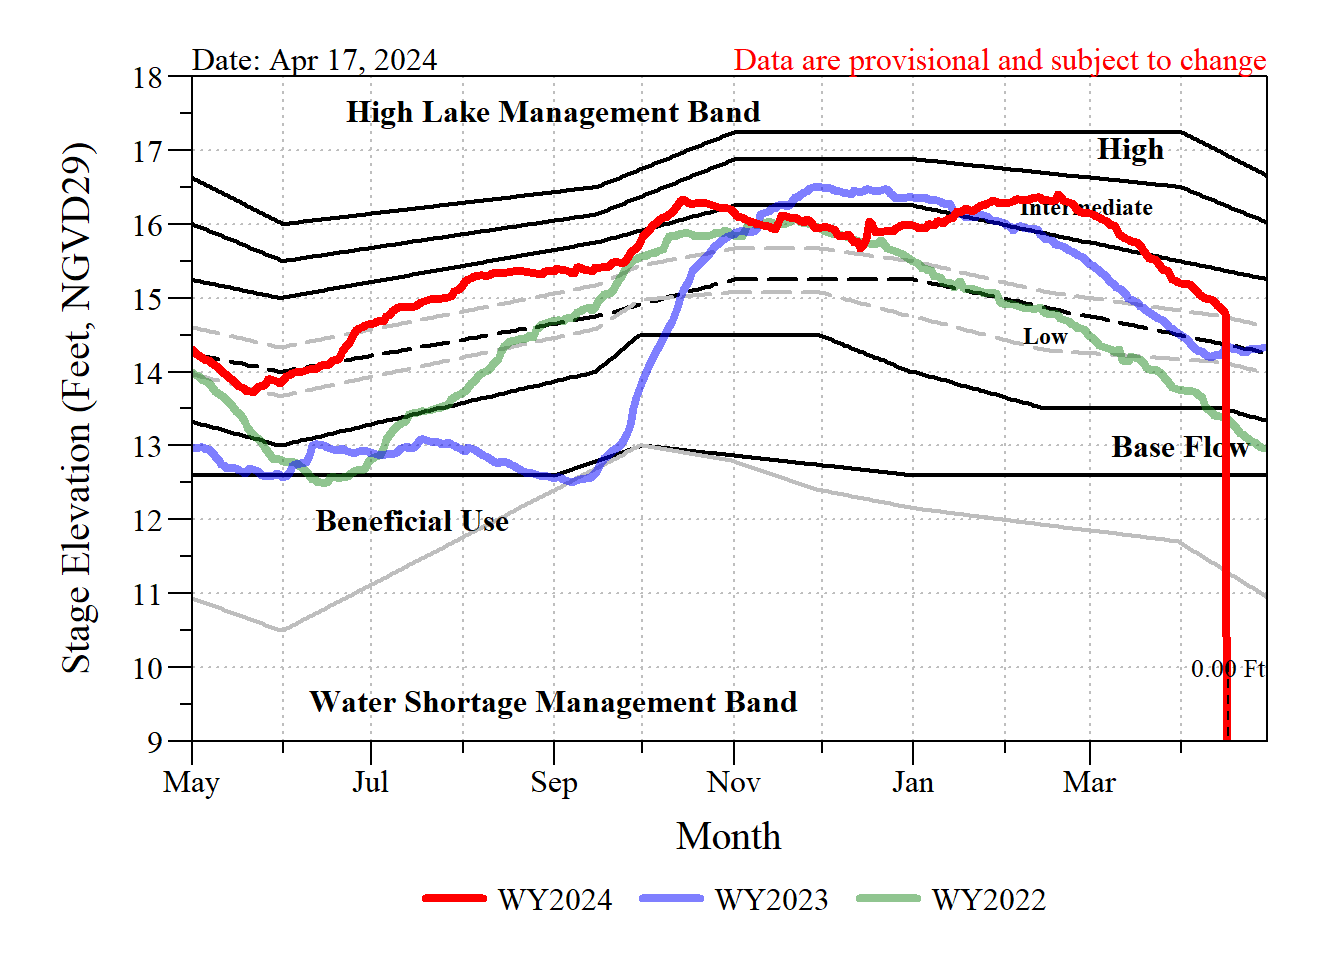 Date: Apr 17, 2024
Data are provisional and subject to change
18
High Lake Management Band
17
High
16
Intermediate
15
Low
14
13
Base Flow
12
Beneficial Use
11
10
0.00 Ft
Water Shortage Management Band
9
Stage Elevation (Feet, NGVD29)
May Jul Sep Nov Jan Mar
Month
WY2024 WY2023 WY2022